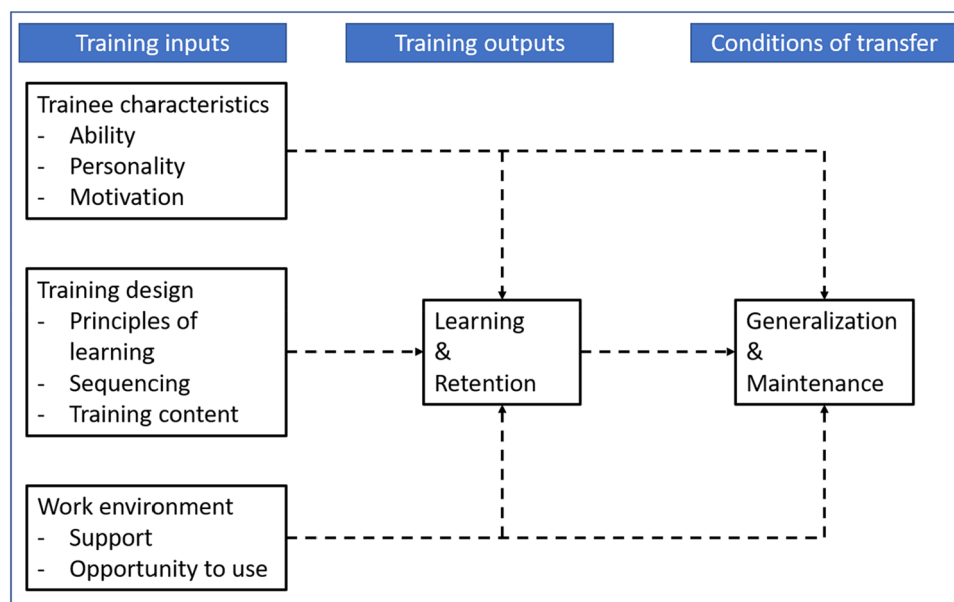 Training inputs
Training outputs
Conditions of transfer
Trainee characteristics
- Ability
- Personality
- Motivation
Training design
- Principles of
learning
- Sequencing
- Training content
Work environment
- Support
- Opportunity to use
Learning
&
Retention
Generalization
&
Maintenance